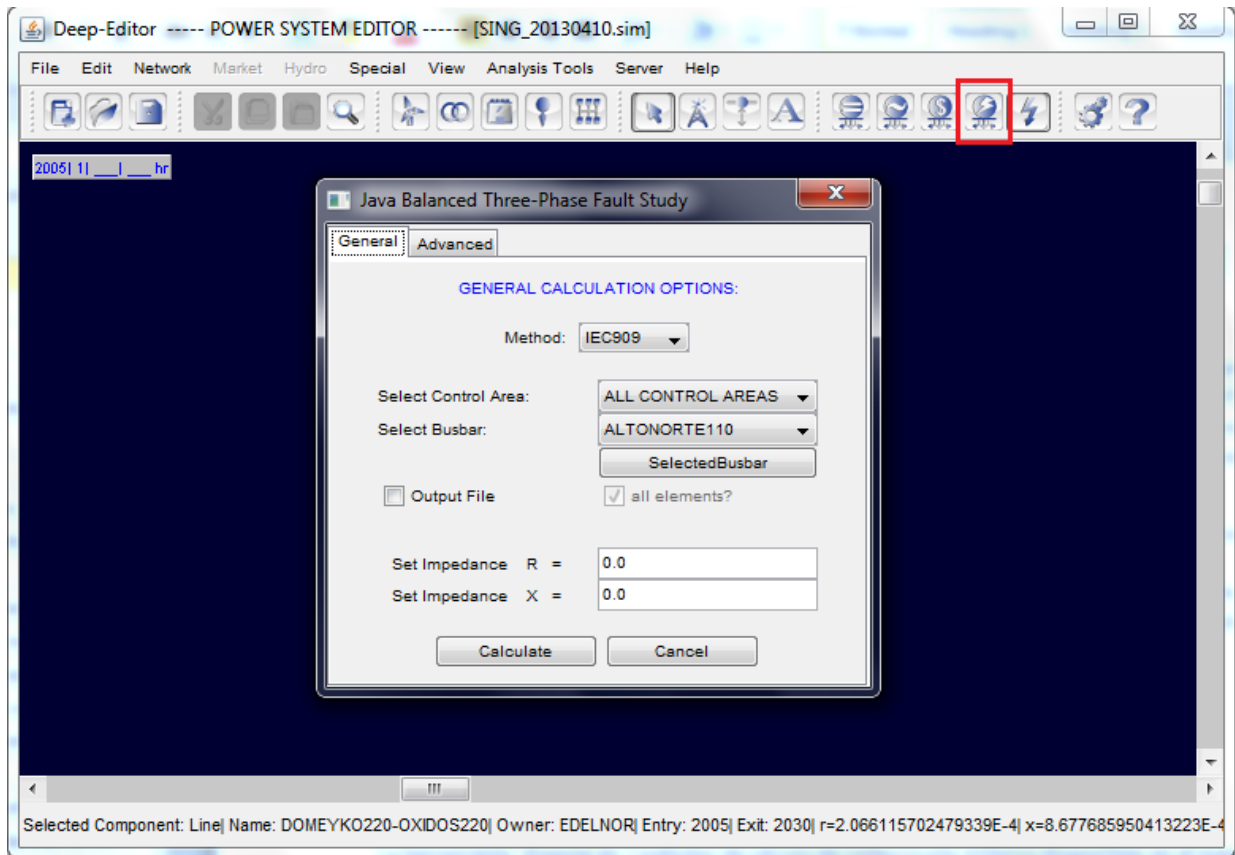 Deep-Editor ----- POWER SYSTEM EDITOR ------ [SING_20130410.sim]
File Edit Network Market Hydro Special View Analysis Tools Server Help
2005| 1| ___| ___ hr
Java Balanced Three-Phase Fault Study
General Advanced
GENERAL CALCULATION OPTIONS:
Method: IEC909
Select Control Area: ALL CONTROL AREAS
Select Busbar: ALTONORTE110
SelectedBusbar
Output File all elements?
Set Impedance R = 0.0
Set Impedance X = 0.0
Calculate Cancel
Selected Component: Line| Name: DOMEYKO220-OXIDOS220| Owner: EDELNOR| Entry: 2005| Exit: 2030| r=2.066115702479339E-4| x=8.677685950413223E-4